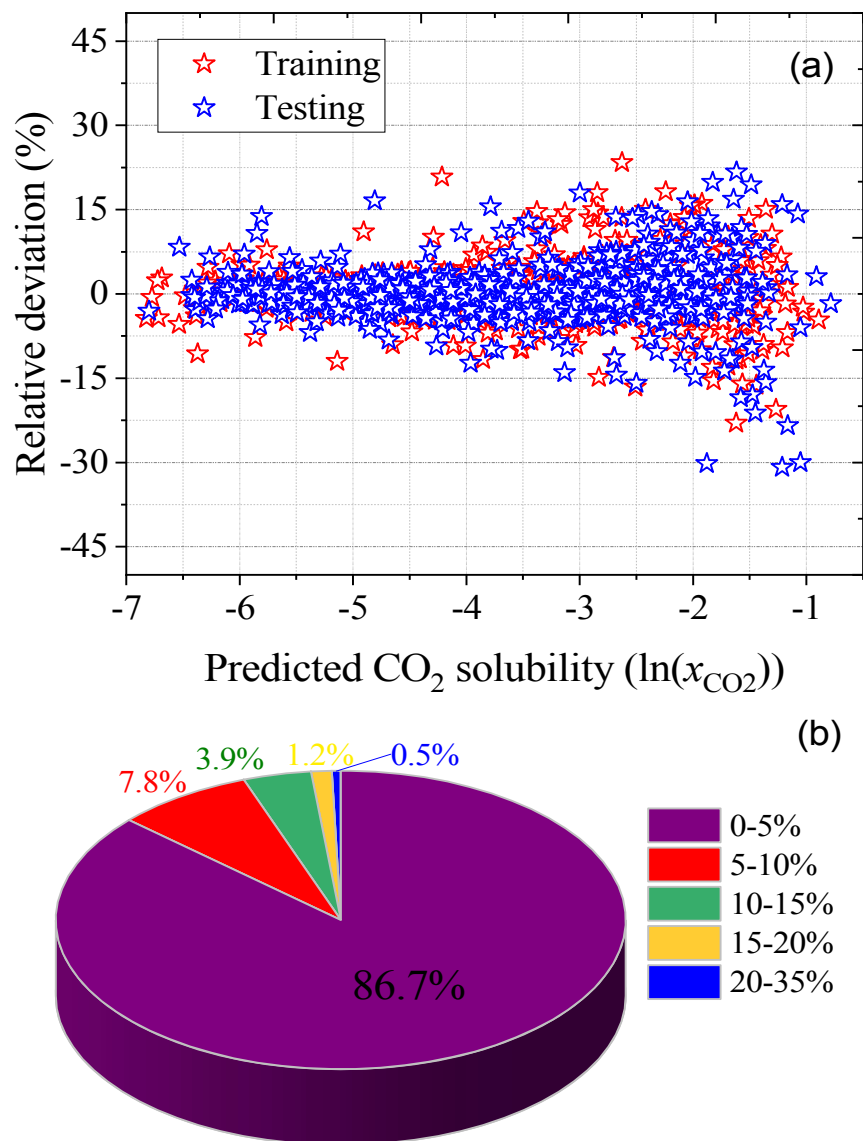 (a)
Training
Testing
45
30
15
0
-15
-30
-45
Relative deviation (%)
-7 -6 -5 -4 -3 -2 -1
Predicted CO₂ solubility (ln(x_CO2))
(b)
7.8% 3.9% 1.2% 0.5%
86.7%
0-5%
5-10%
10-15%
15-20%
20-35%